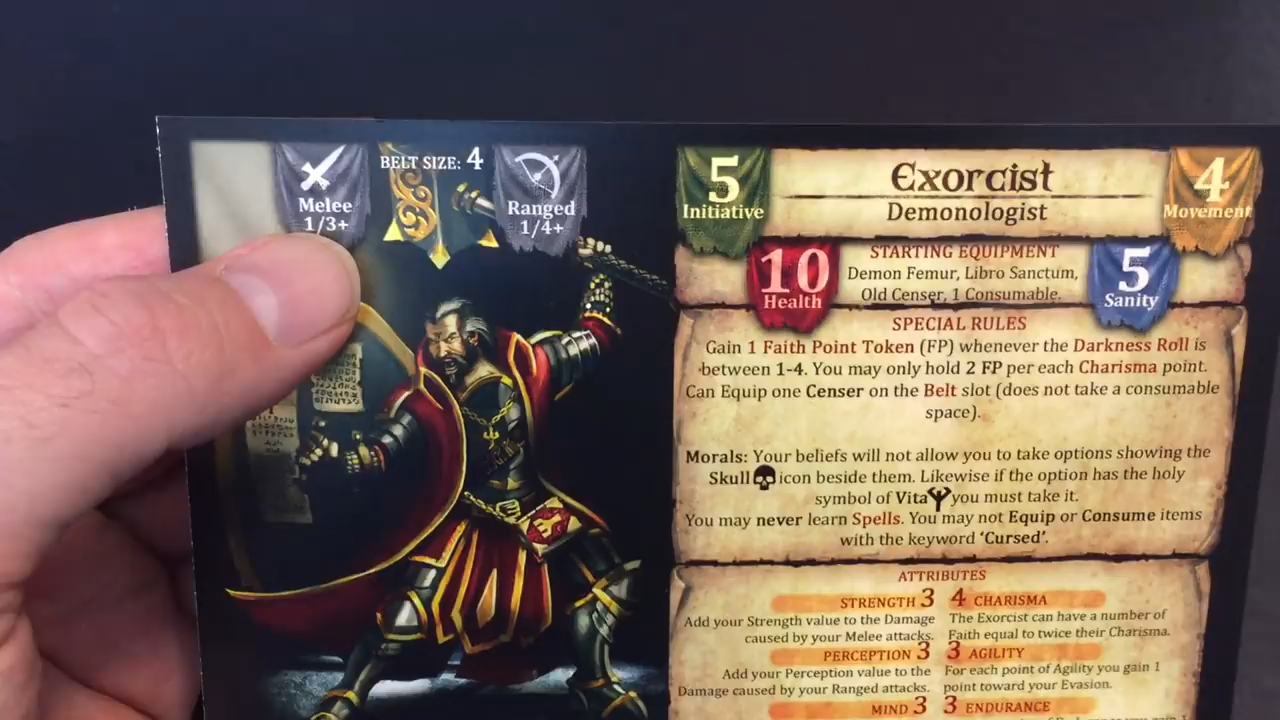 BELT SIZE: 4
Melee
1/3+
Ranged
1/4+
5
Initiative
Exorcist
Demonologist
4
Movement
10
Health
STARTING EQUIPMENT
Demon Femur, Libro Sanctum,
Old Censer, 1 Consumable.
5
Sanity
SPECIAL RULES
Gain 1 Faith Point Token (FP) whenever the Darkness Roll is
between 1-4. You may only hold 2 FP per each Charisma point.
Can Equip one Censer on the Belt slot (does not take a consumable
space).
Morals: Your beliefs will not allow you to take options showing the
Skull icon beside them. Likewise if the option has the holy
symbol of Vita you must take it.
You may never learn Spells. You may not Equip or Consume items
with the keyword ‘Cursed’.
ATTRIBUTES
STRENGTH 3
Add your Strength value to the Damage
caused by your Melee attacks.
4 CHARISMA
The Exorcist can have a number of
Faith equal to twice their Charisma.
PERCEPTION 3
Add your Perception value to the
Damage caused by your Ranged attacks.
3 AGILITY
For each point of Agility you gain 1
point toward your Evasion.
MIND 3
3 ENDURANCE